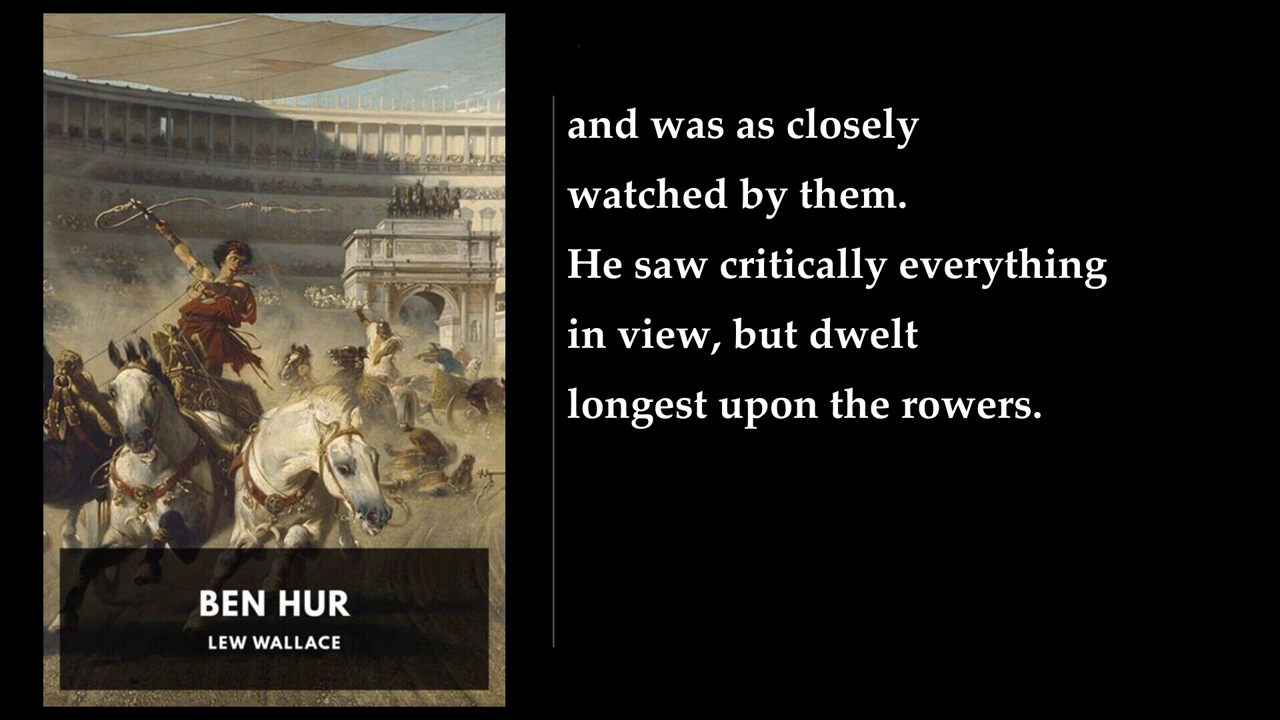 and was as closely
watched by them.
He saw critically everything
in view, but dwelt
longest upon the rowers.
BEN HUR
LEW WALLACE